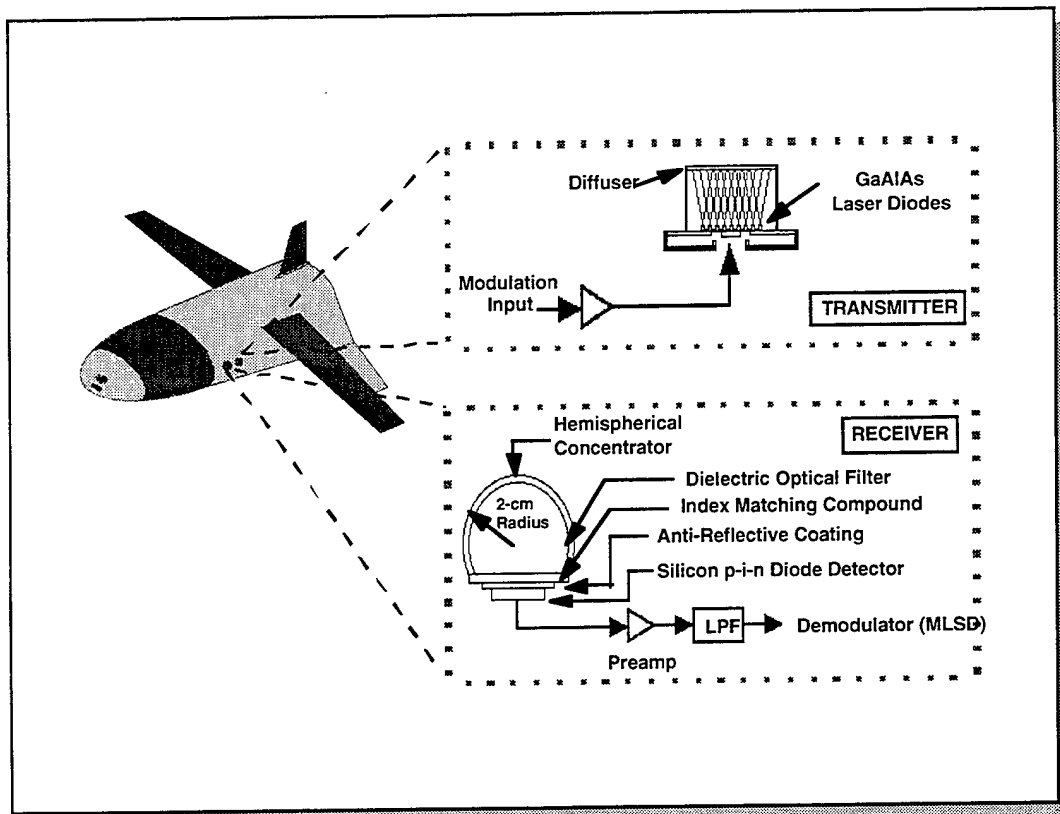 Diffuser
GaAlAs
Laser Diodes
Modulation
Input
TRANSMITTER
Hemispherical
Concentrator
RECEIVER
2-cm
Radius
Dielectric Optical Filter
Index Matching Compound
Anti-Reflective Coating
Silicon p-i-n Diode Detector
LPF
Demodulator (MLSD)
Preamp